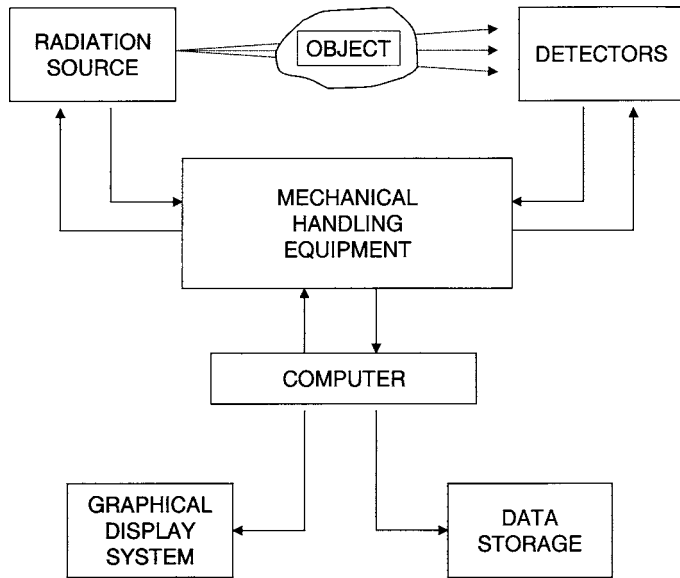 RADIATION
SOURCE
OBJECT
DETECTORS
MECHANICAL
HANDLING
EQUIPMENT
COMPUTER
GRAPHICAL
DISPLAY
SYSTEM
DATA
STORAGE